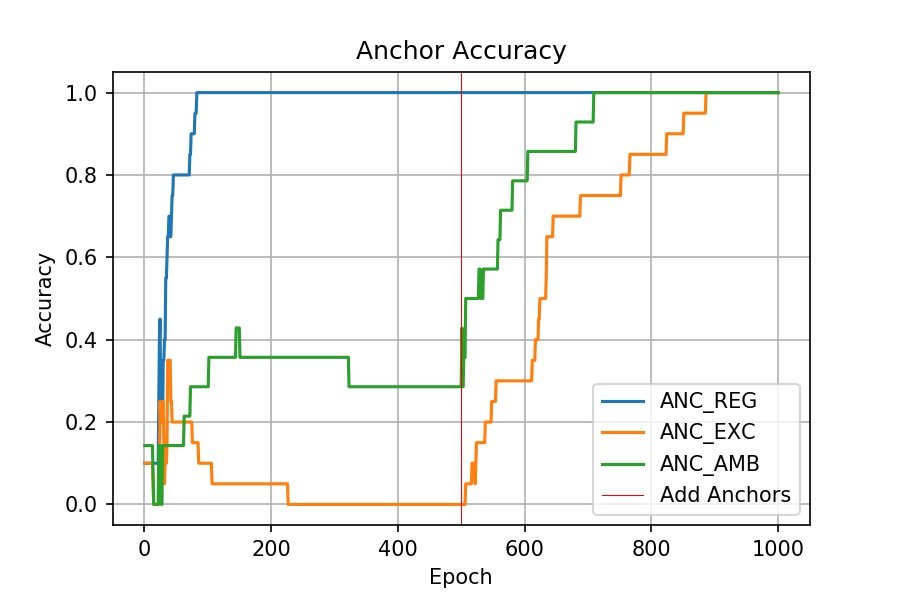 Anchor Accuracy
Accuracy
1.0
0.8
0.6
0.4
0.2
0.0
0 200 400 600 800 1000
Epoch
ANC_REG
ANC_EXC
ANC_AMB
Add Anchors